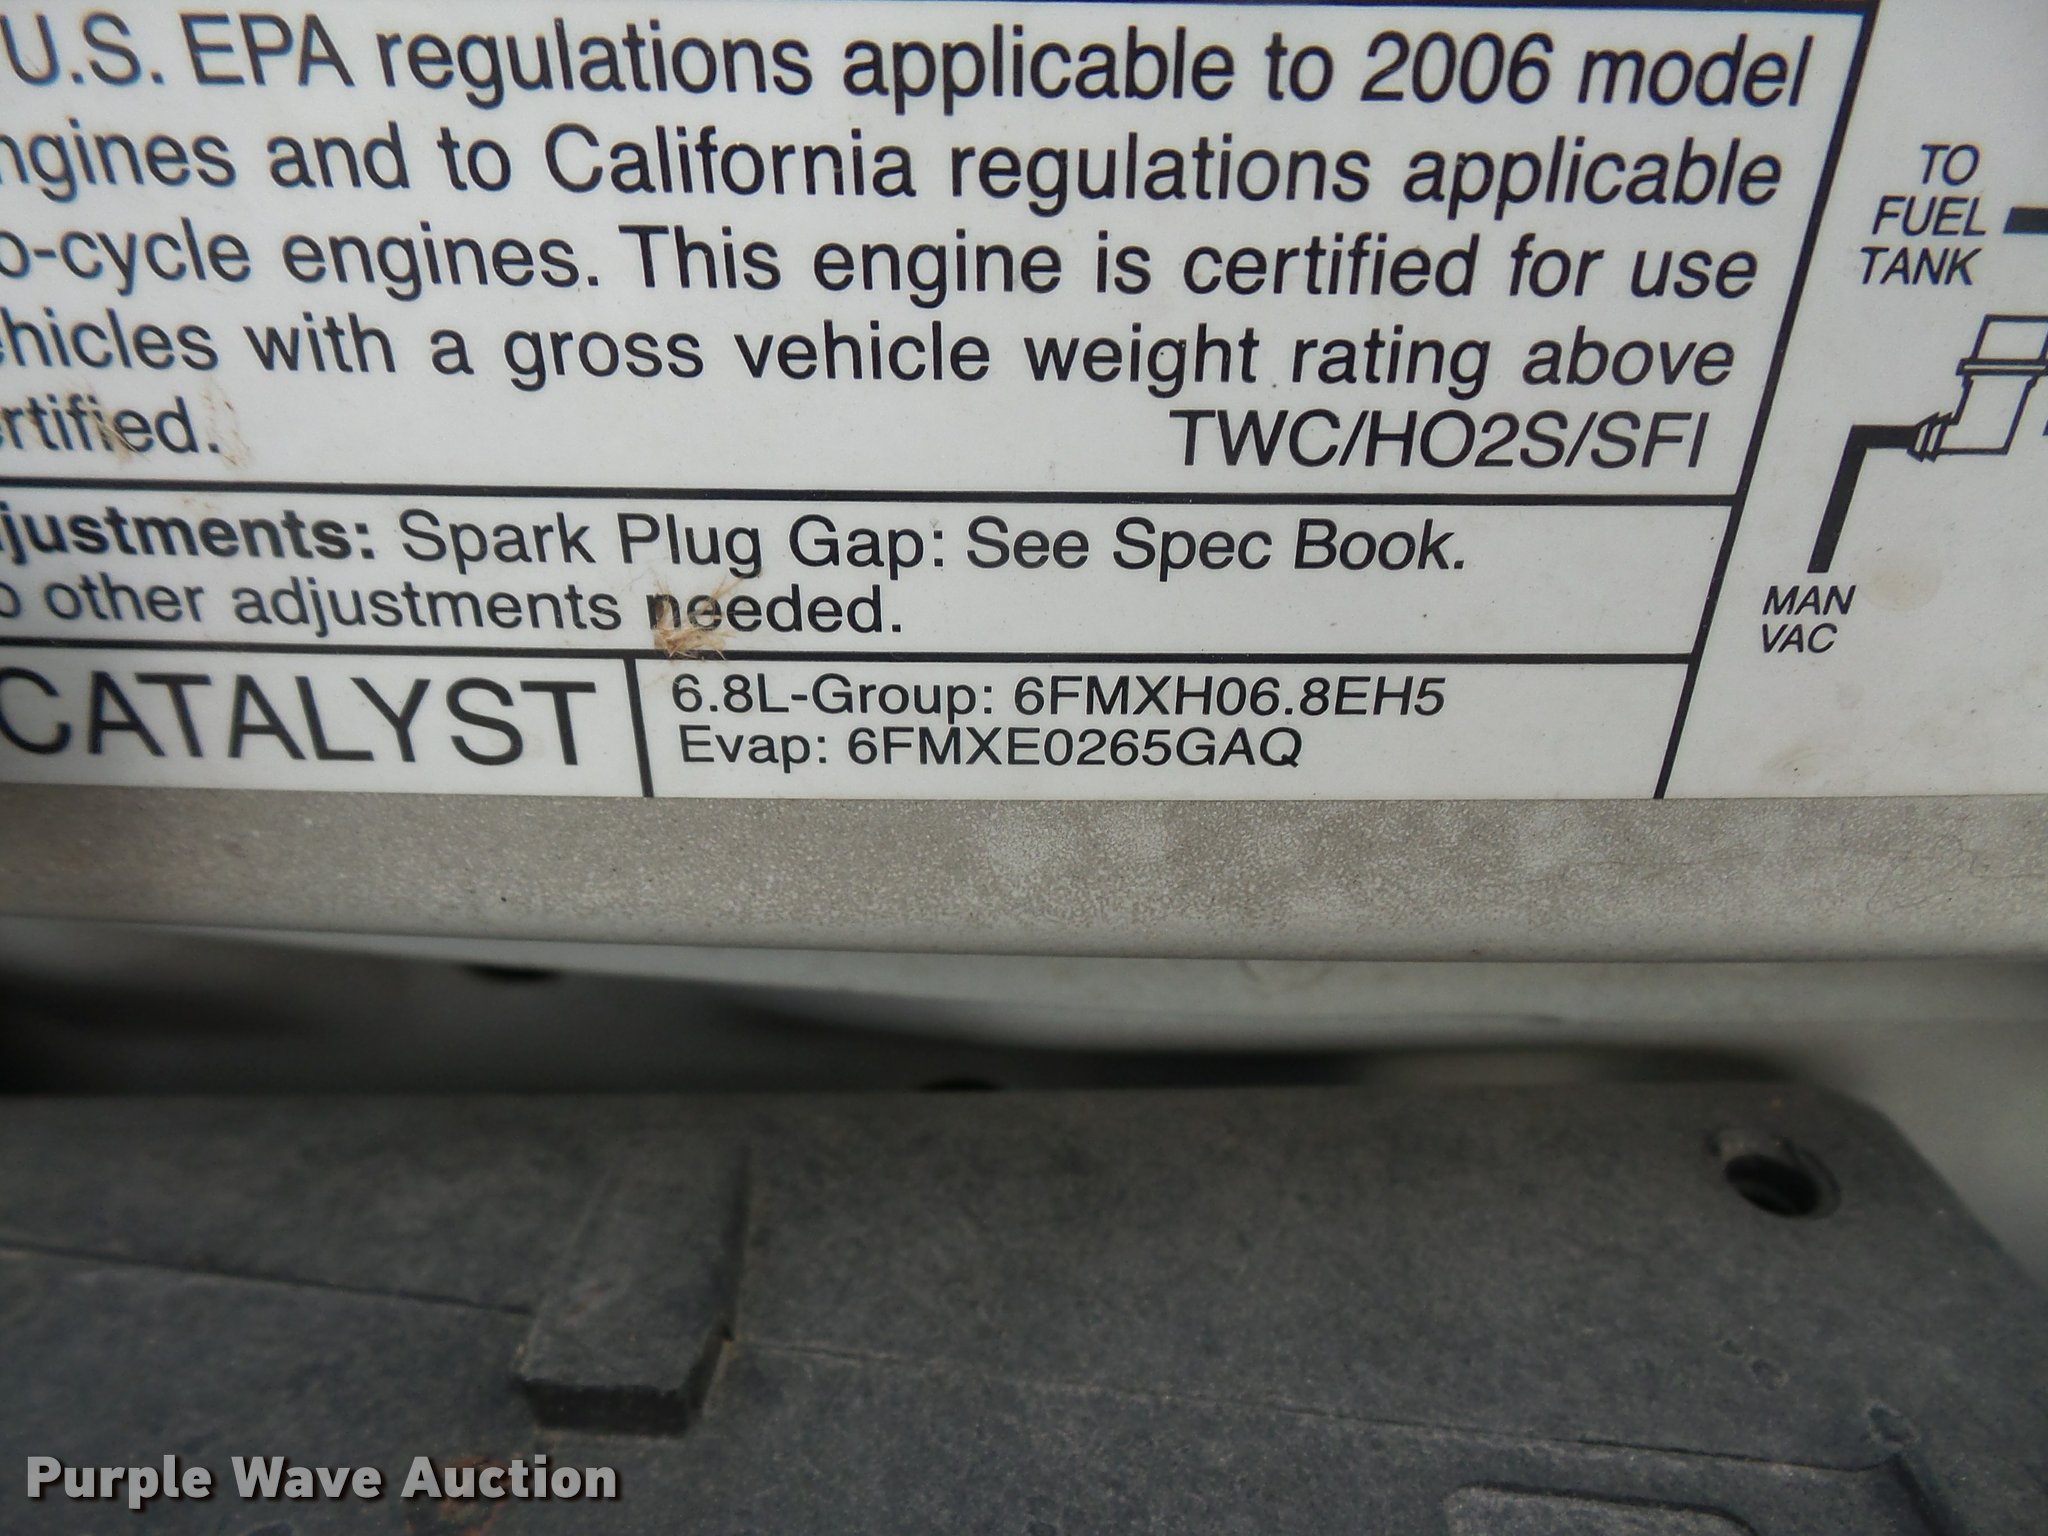 U.S. EPA regulations applicable to 2006 model
ngines and to California regulations applicable
o-cycle engines. This engine is certified for use
ehicles with a gross vehicle weight rating above
ertified.
TWC/HO2S/SFI
djustments: Spark Plug Gap: See Spec Book.
o other adjustments needed.
CATALYST
6.8L-Group: 6FMXH06.8EH5
Evap: 6FMXE0265GAQ
TO
FUEL
TANK
MAN
VAC
Purple Wave Auction